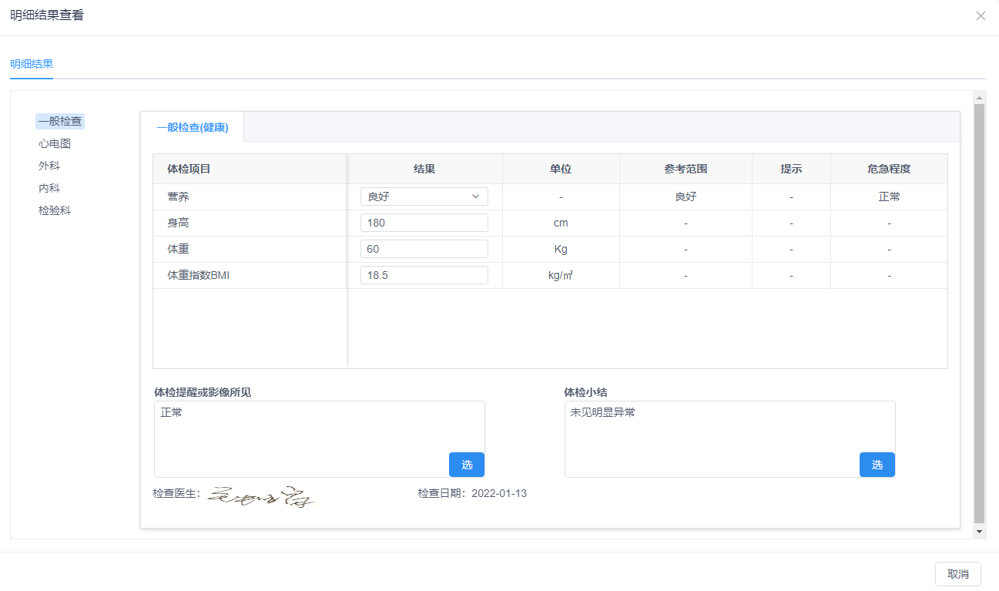 明细结果查看
明细结果
一般检查
心电图
外科
内科
检验科
一般检查(健康)
体检项目 结果 单位 参考范围 提示 危急程度
营养 良好 - 良好 - 正常
身高 180 cm - - -
体重 60 Kg - - -
体重指数BMI 18.5 kg/㎡ - - -
体检提醒或影像所见 体检小结
正常 未见明显异常
选 选
检查医生： 检查日期：2022-01-13
取消